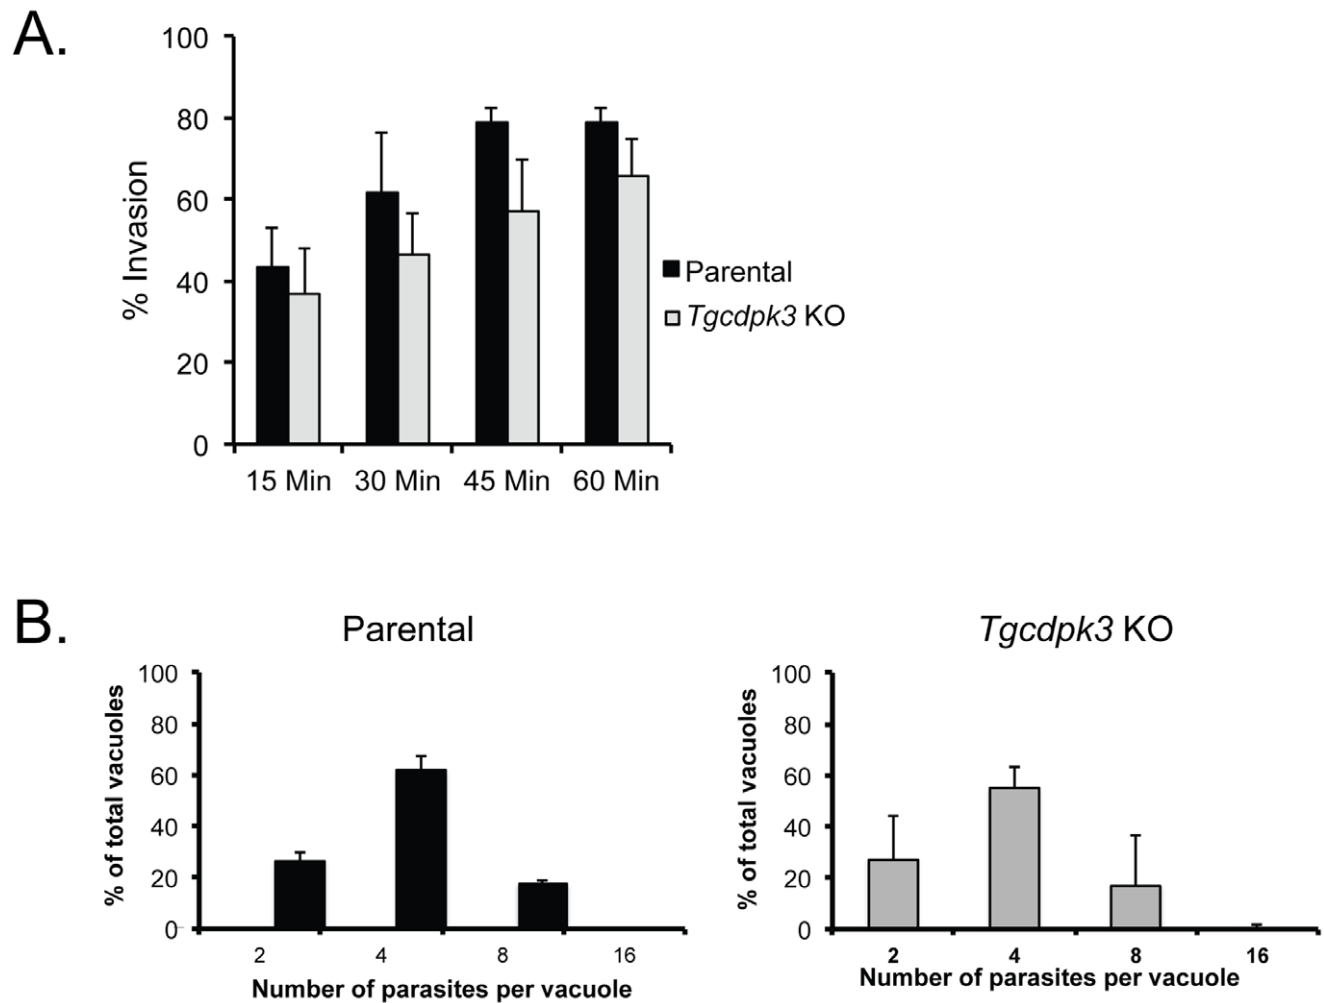 A.
100
80
60
40
20
0
% Invasion
15 Min 30 Min 45 Min 60 Min
Parental
Tgcdpk3 KO
B.
Parental
100
80
60
40
20
0
% of total vacuoles
2 4 8 16
Number of parasites per vacuole
Tgcdpk3 KO
100
80
60
40
20
0
% of total vacuoles
2 4 8 16
Number of parasites per vacuole